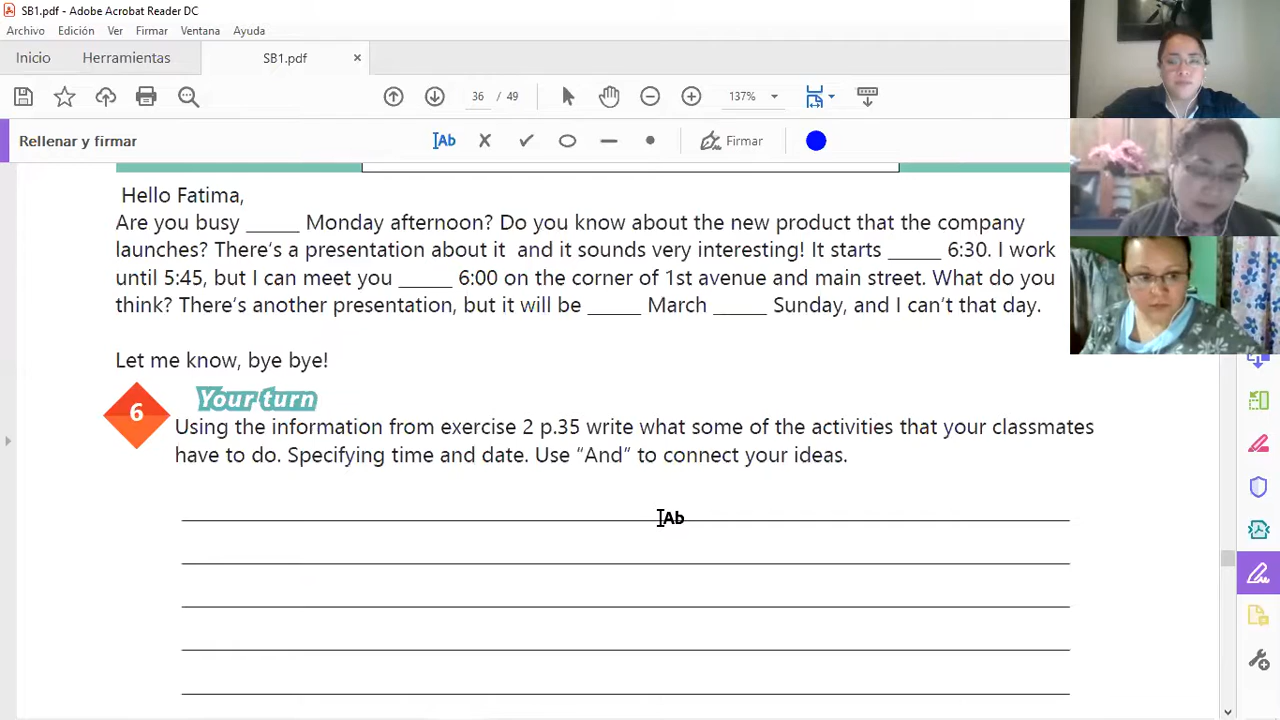 SB1.pdf - Adobe Acrobat Reader DC
Archivo Edición Ver Firmar Ventana Ayuda
Inicio Herramientas SB1.pdf ×
36 / 49 137%
Rellenar y firmar Ab Firmar
Hello Fatima,
Are you busy _____ Monday afternoon? Do you know about the new product that the company
launches? There's a presentation about it and it sounds very interesting! It starts _____ 6:30. I work
until 5:45, but I can meet you _____ 6:00 on the corner of 1st avenue and main street. What do you
think? There's another presentation, but it will be _____ March _____ Sunday, and I can't that day.
Let me know, bye bye!
6 Your turn
Using the information from exercise 2 p.35 write what some of the activities that your classmates
have to do. Specifying time and date. Use “And” to connect your ideas.
Ab